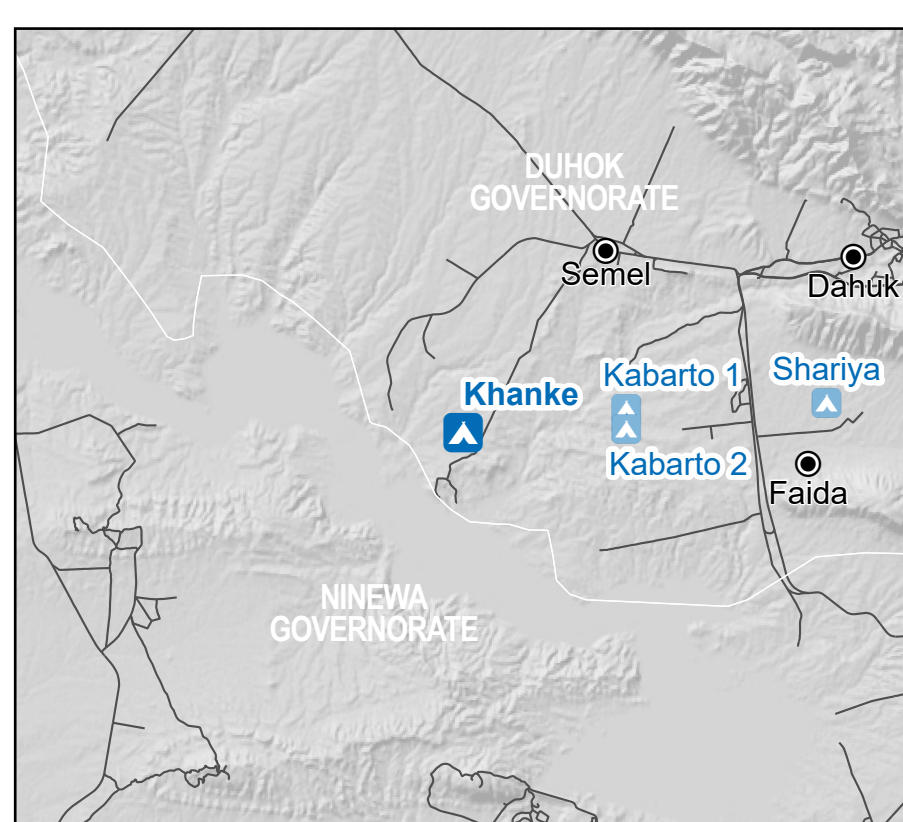 DUHOK
GOVERNORATE
Semel
Dahuk
Khanke
Kabarto 1
Shariya
Kabarto 2
Faida
NINEWA
GOVERNORATE